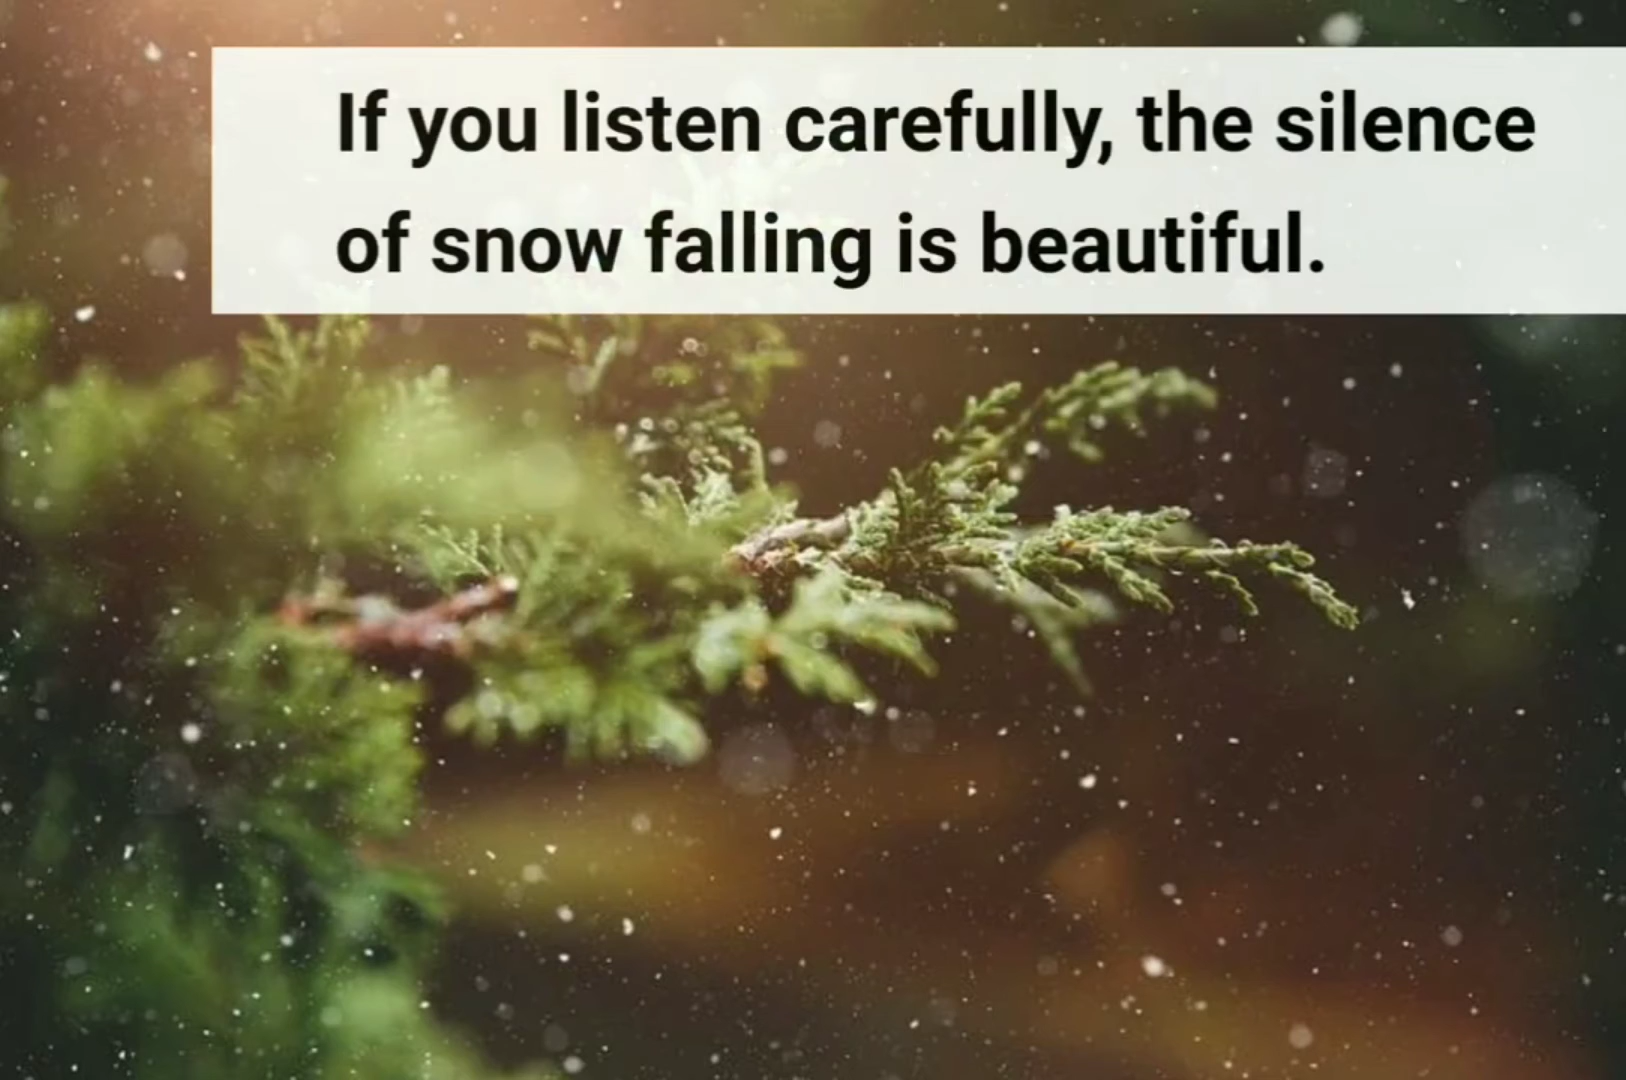 If you listen carefully, the silence
of snow falling is beautiful.